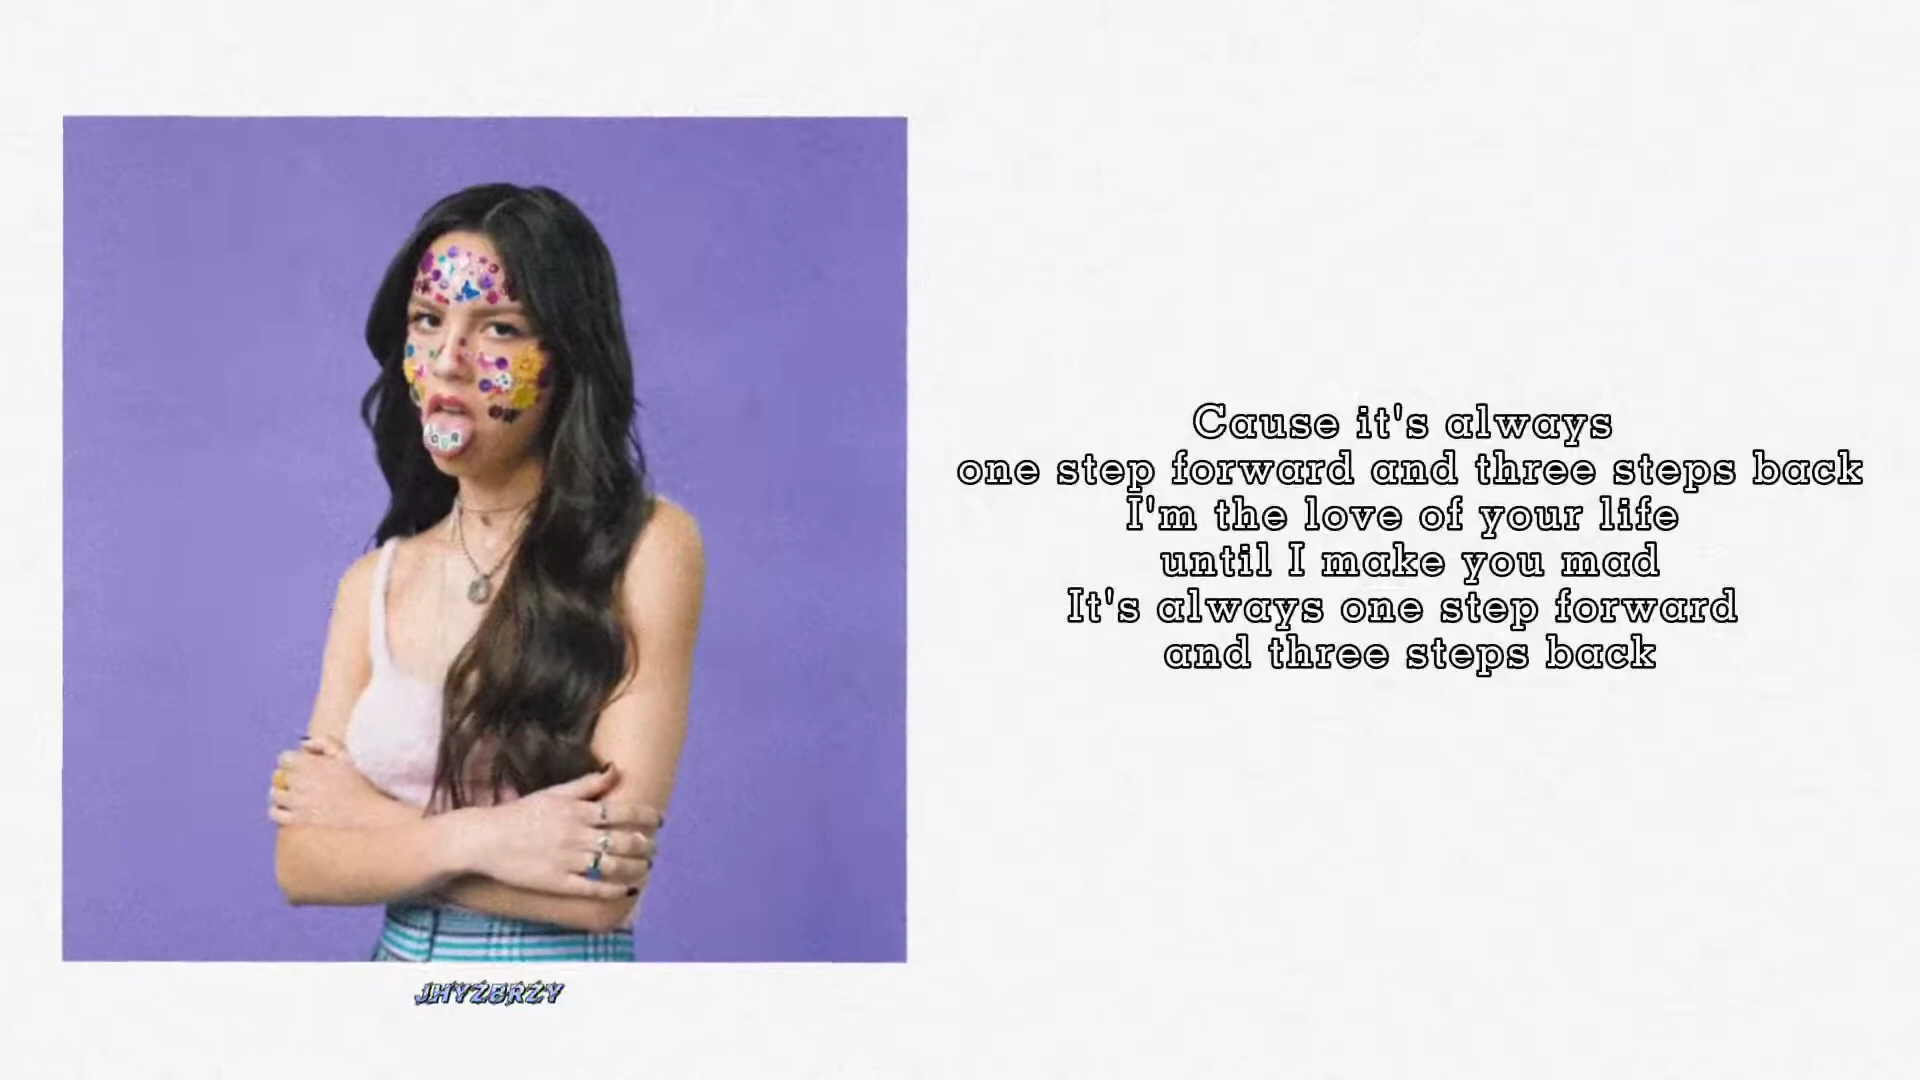 Cause it's always
one step forward and three steps back
I'm the love of your life
until I make you mad
It's always one step forward
and three steps back
JHYZBRZY